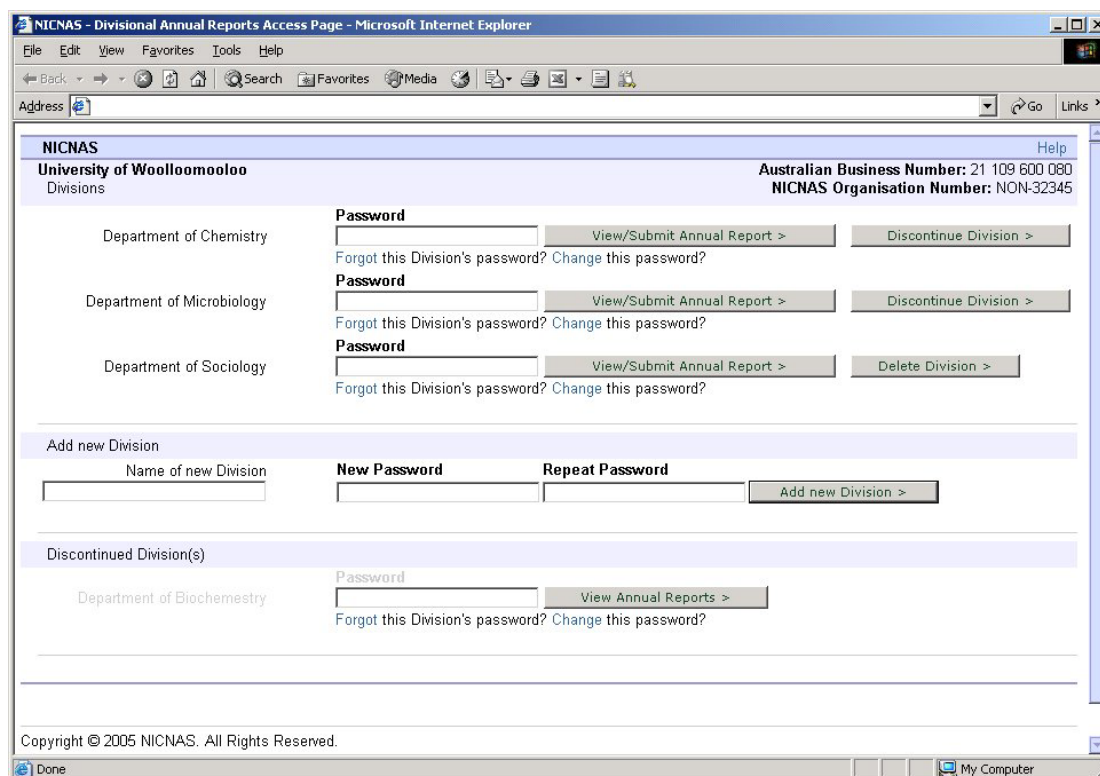 NICNAS - Divisional Annual Reports Access Page - Microsoft Internet Explorer
File Edit View Favorites Tools Help
Back Search Favorites Media
Address Go Links
NICNAS Help
University of Woolloomooloo Australian Business Number: 21 109 600 080
Divisions NICNAS Organisation Number: NON-32345
Password
Department of Chemistry View/Submit Annual Report > Discontinue Division >
Forgot this Division's password? Change this password?
Password
Department of Microbiology View/Submit Annual Report > Discontinue Division >
Forgot this Division's password? Change this password?
Password
Department of Sociology View/Submit Annual Report > Delete Division >
Forgot this Division's password? Change this password?
Add new Division
Name of new Division New Password Repeat Password
Add new Division >
Discontinued Division(s)
Password
Department of Biochemestry View Annual Reports >
Forgot this Division's password? Change this password?
Copyright © 2005 NICNAS. All Rights Reserved.
Done My Computer